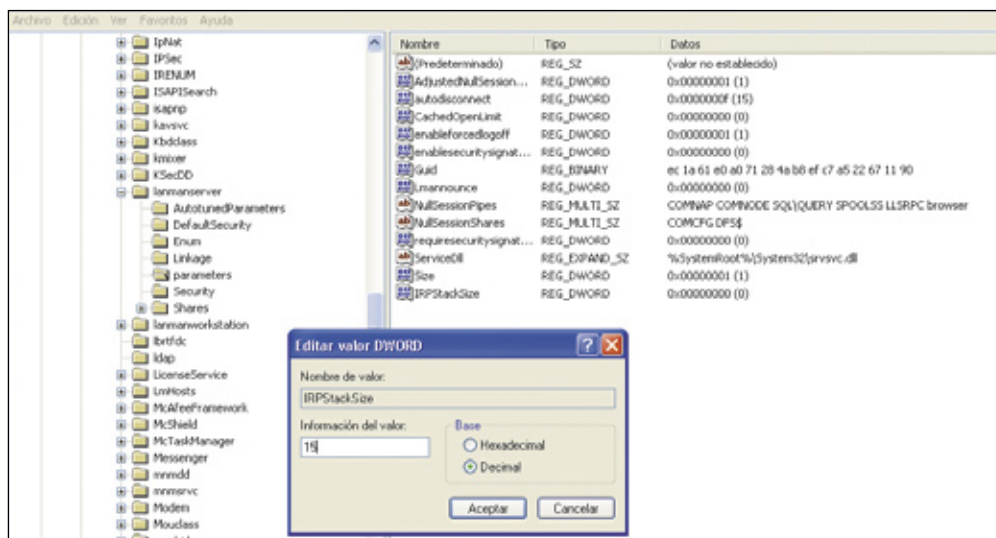 Archivo Edición Ver Favoritos Ayuda
IpNat
IPSec
IRENUM
ISAPISearch
isapnp
kavsvc
Kbdclass
kmixer
KSecDD
lanmanserver
AutotunedParameters
DefaultSecurity
Enum
Linkage
parameters
Security
Shares
lanmanworkstation
lbrtfdc
ldap
LicenseService
LmHosts
McAfeeFramework
McShield
McTaskManager
Messenger
mnmdd
mnmsrvc
Modem
Mouclass
Nombre Tipo Datos
(Predeterminado) REG_SZ (valor no establecido)
AdjustedNullSession... REG_DWORD 0x00000001 (1)
autodisconnect REG_DWORD 0x0000000f (15)
CachedOpenLimit REG_DWORD 0x00000000 (0)
enableforcedlogoff REG_DWORD 0x00000001 (1)
enablesecuritysignat... REG_DWORD 0x00000000 (0)
Guid REG_BINARY ec 1a 61 e0 a0 71 28 4a b8 ef c7 a5 22 67 11 90
Lmannounce REG_DWORD 0x00000000 (0)
NullSessionPipes REG_MULTI_SZ COMNAP COMNODE SQL\QUERY SPOOLSS LLSRPC browser
NullSessionShares REG_MULTI_SZ COMCFG DFS$
requiresecuritysignat... REG_DWORD 0x00000000 (0)
ServiceDll REG_EXPAND_SZ %SystemRoot%\System32\srvsvc.dll
Size REG_DWORD 0x00000001 (1)
IRPStackSize REG_DWORD 0x00000000 (0)
Editar valor DWORD
Nombre de valor:
IRPStackSize
Información del valor:
15
Base
Hexadecimal
Decimal
Aceptar Cancelar